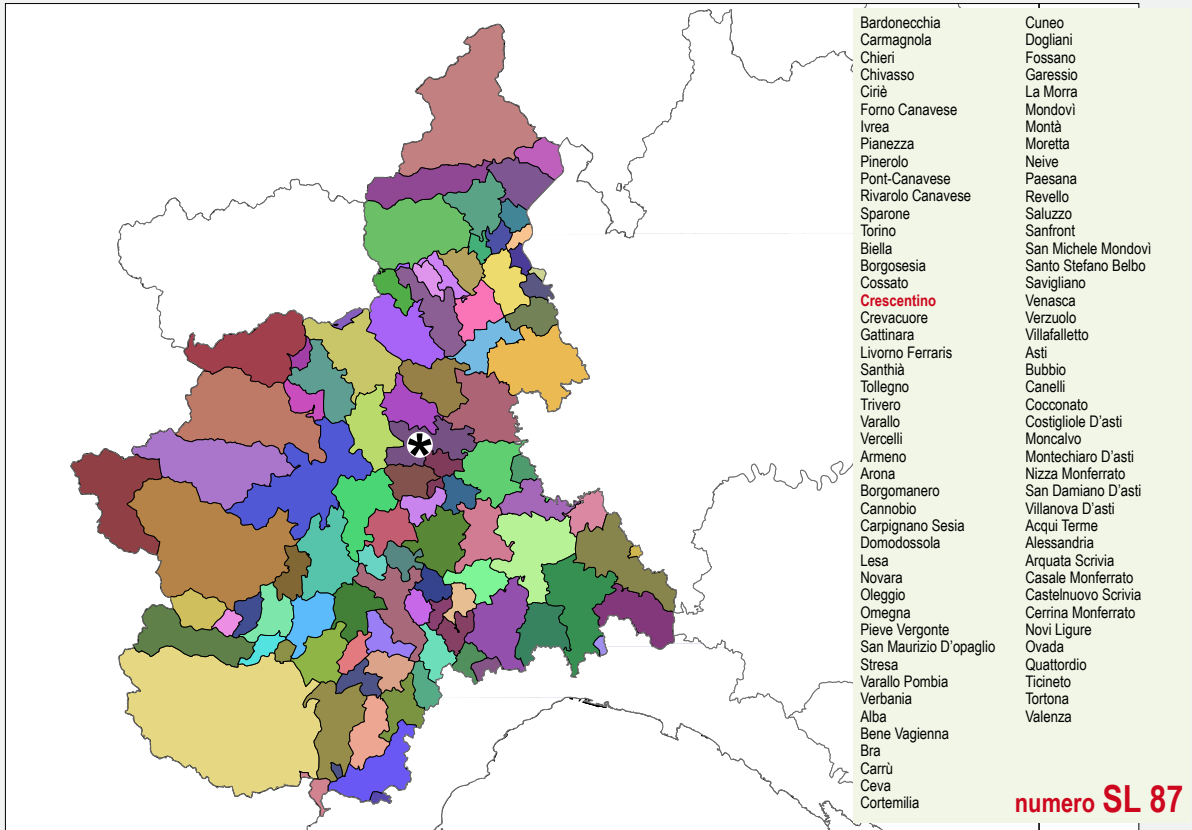 Bardonecchia
Carmagnola
Chieri
Chivasso
Ciriè
Forno Canavese
Ivrea
Pianezza
Pinerolo
Pont-Canavese
Rivarolo Canavese
Sparone
Torino
Biella
Borgosesia
Cossato
Crescentino
Crevacuore
Gattinara
Livorno Ferraris
Santhià
Tollegno
Trivero
Varallo
Vercelli
Armeno
Arona
Borgomanero
Cannobio
Carpignano Sesia
Domodossola
Lesa
Novara
Oleggio
Omegna
Pieve Vergonte
San Maurizio D'opaglio
Stresa
Varallo Pombia
Verbania
Alba
Bene Vagienna
Bra
Carrù
Ceva
Cortemilia
Cuneo
Dogliani
Fossano
Garessio
La Morra
Mondovì
Montà
Moretta
Neive
Paesana
Revello
Saluzzo
Sanfront
San Michele Mondovì
Santo Stefano Belbo
Savigliano
Venasca
Verzuolo
Villafalletto
Asti
Bubbio
Canelli
Cocconato
Costigliole D'asti
Moncalvo
Montechiaro D'asti
Nizza Monferrato
San Damiano D'asti
Villanova D'asti
Acqui Terme
Alessandria
Arquata Scrivia
Casale Monferrato
Castelnuovo Scrivia
Cerrina Monferrato
Novi Ligure
Ovada
Quattordio
Ticineto
Tortona
Valenza
numero SL 87
*